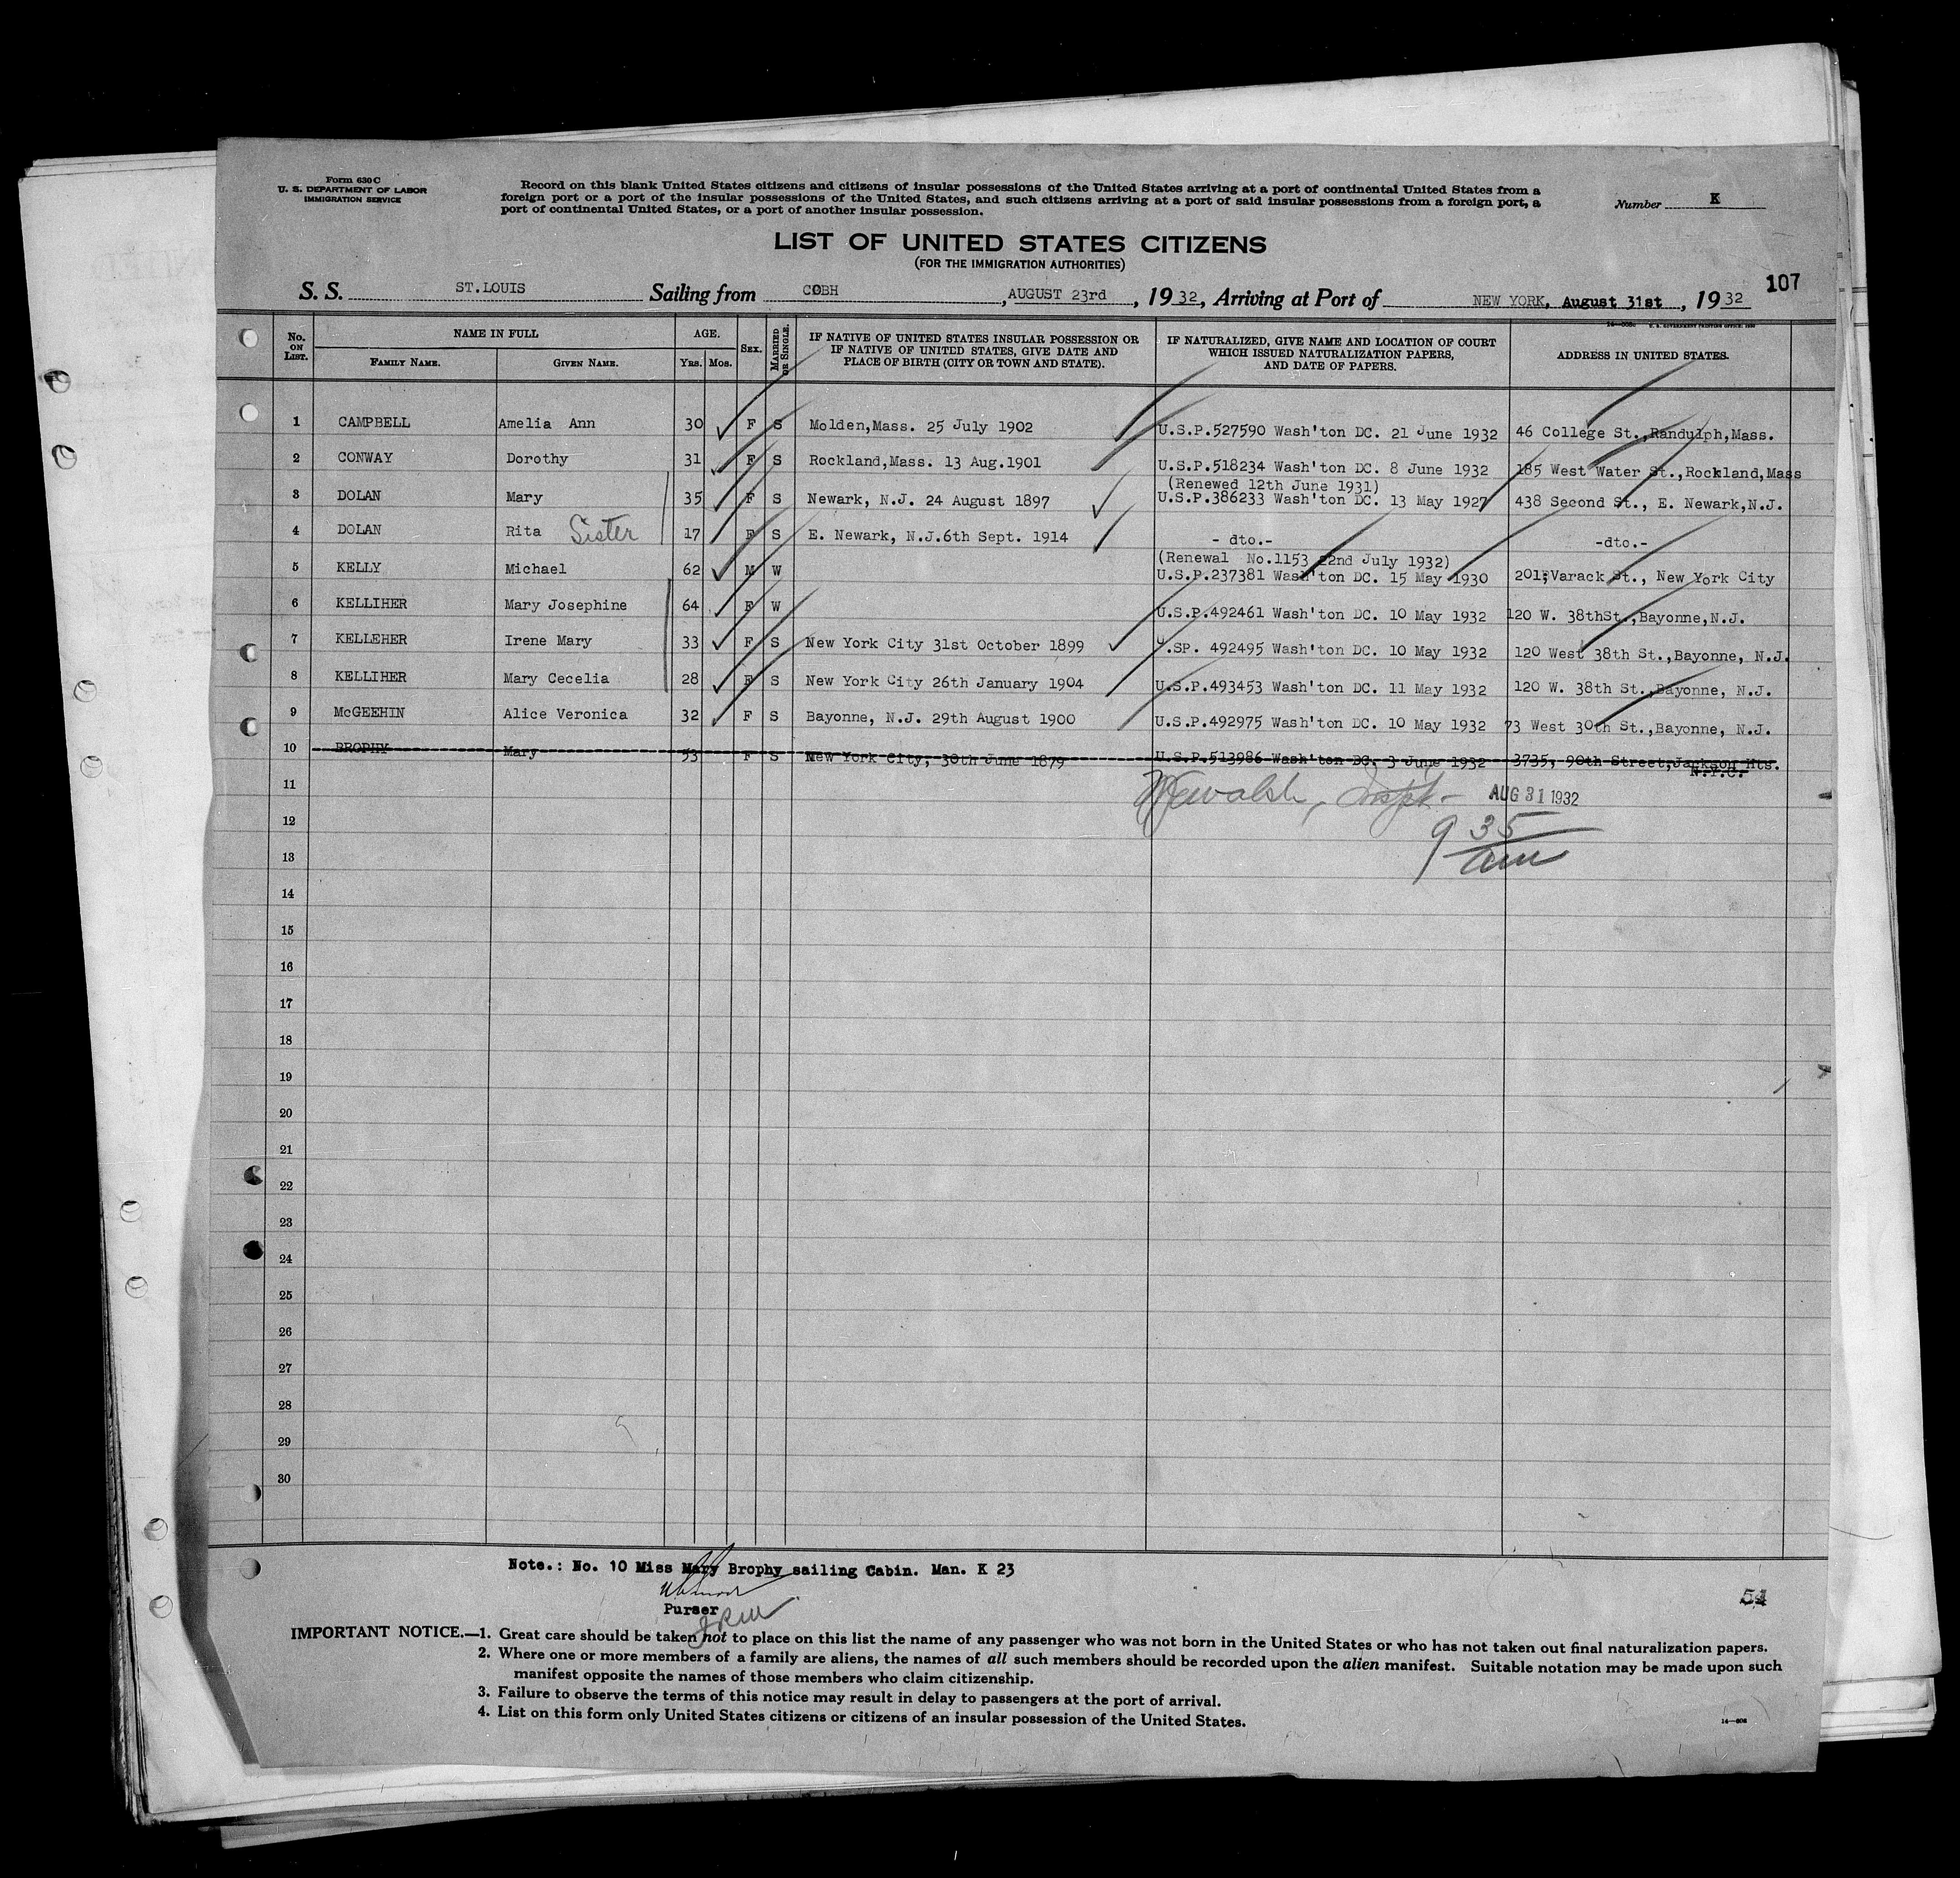 Form 630 C
U. S. DEPARTMENT OF LABOR
IMMIGRATION SERVICE
Record on this blank United States citizens and citizens of insular possessions of the United States arriving at a port of continental United States from a
foreign port or a port of the insular possessions of the United States, and such citizens arriving at a port of said insular possessions from a foreign port, a
port of continental United States, or a port of another insular possession.
Number K
LIST OF UNITED STATES CITIZENS
(FOR THE IMMIGRATION AUTHORITIES)
107
S. S. ST.LOUIS Sailing from COBH, AUGUST 23rd, 1932, Arriving at Port of NEW YORK, August 31st, 1932
No. ON LIST. NAME IN FULL FAMILY NAME. GIVEN NAME. AGE. YRS. MOS. SEX. MARRIED OR SINGLE. IF NATIVE OF UNITED STATES INSULAR POSSESSION OR IF NATIVE OF UNITED STATES, GIVE DATE AND PLACE OF BIRTH (CITY OR TOWN AND STATE). IF NATURALIZED, GIVE NAME AND LOCATION OF COURT WHICH ISSUED NATURALIZATION PAPERS, AND DATE OF PAPERS. ADDRESS IN UNITED STATES.
1 CAMPBELL Amelia Ann 30 F S Molden,Mass. 25 July 1902 U.S.P.527590 Wash'ton DC. 21 June 1932 46 College St.,Randulph,Mass.
2 CONWAY Dorothy 31 F S Rockland,Mass. 13 Aug.1901 U.S.P.518234 Wash'ton DC. 8 June 1932 185 West Water St.,Rockland,Mass
(Renewed 12th June 1931)
3 DOLAN Mary 35 F S Newark, N.J. 24 August 1897 U.S.P.386233 Wash'ton DC. 13 May 1927 438 Second St., E. Newark,N.J.
4 DOLAN Rita Sister 17 F S E. Newark, N.J.6th Sept. 1914 - dto.- -dto.-
(Renewal No.1153 22nd July 1932)
5 KELLY Michael 62 M W U.S.P.237381 Wash'ton DC. 15 May 1930 201,Varack St., New York City
6 KELLIHER Mary Josephine 64 F W U.S.P.492461 Wash'ton DC. 10 May 1932 120 W. 38thSt.,Bayonne,N.J.
7 KELLEHER Irene Mary 33 F S New York City 31st October 1899 U.SP. 492495 Wash'ton DC. 10 May 1932 120 West 38th St.,Bayonne, N.J.
8 KELLIHER Mary Cecelia 28 F S New York City 26th January 1904 U.S.P.493453 Wash'ton DC. 11 May 1932 120 W. 38th St.,Bayonne, N.J.
9 McGEEHIN Alice Veronica 32 F S Bayonne, N.J. 29th August 1900 U.S.P.492975 Wash'ton DC. 10 May 1932 73 West 30th St.,Bayonne, N.J.
10 BROPHY Mary 53 F S New York City, 30th June 1879 U.S.P.513986 Wash'ton DC. 3 June 1932 3735, 90th Street,Jackson Hts.
N.Y.C.
11 Walsh, Inspt.- AUG 31 1932
12 9 35
13 am
14
15
16
17
18
19
20
21
22
23
24
25
26
27
28
29
30
Note.: No. 10 Miss Mary Brophy sailing Cabin. Man. K 23
Purser
54
IMPORTANT NOTICE.—1. Great care should be taken not to place on this list the name of any passenger who was not born in the United States or who has not taken out final naturalization papers.
2. Where one or more members of a family are aliens, the names of all such members should be recorded upon the alien manifest. Suitable notation may be made upon such
manifest opposite the names of those members who claim citizenship.
3. Failure to observe the terms of this notice may result in delay to passengers at the port of arrival.
4. List on this form only United States citizens or citizens of an insular possession of the United States.